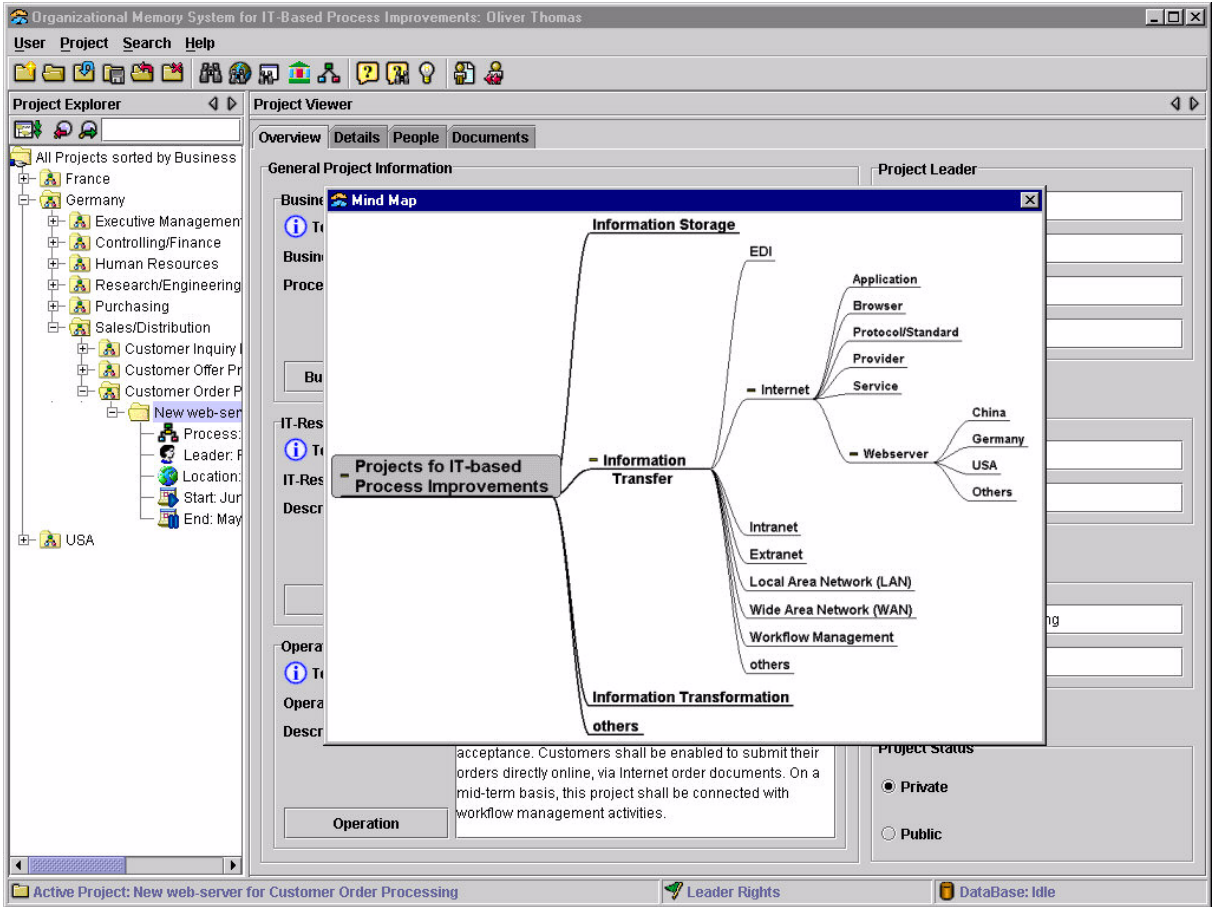 Organizational Memory System for IT-Based Process Improvements: Oliver Thomas
User Project Search Help
Project Explorer
Project Viewer
Overview Details People Documents
All Projects sorted by Business
France
Germany
Executive Management
Controlling/Finance
Human Resources
Research/Engineering
Purchasing
Sales/Distribution
Customer Inquiry
Customer Offer Pr
Customer Order P
New web-ser
Process:
Leader:
Location:
Start: Jun
End: May
USA
General Project Information
Project Leader
Busine
Busin
Proce
Bu
IT-Res
IT-Res
Descr
Opera
Opera
Descr
Mind Map
Projects fo IT-based
Process Improvements
Information Storage
Information
Transfer
Information Transformation
others
EDI
Internet
Application
Browser
Protocol/Standard
Provider
Service
Webserver
China
Germany
USA
Others
Intranet
Extranet
Local Area Network (LAN)
Wide Area Network (WAN)
Workflow Management
others
ng
acceptance. Customers shall be enabled to submit their
orders directly online, via Internet order documents. On a
mid-term basis, this project shall be connected with
workflow management activities.
Operation
Project Status
Private
Public
Active Project: New web-server for Customer Order Processing
Leader Rights
DataBase: Idle